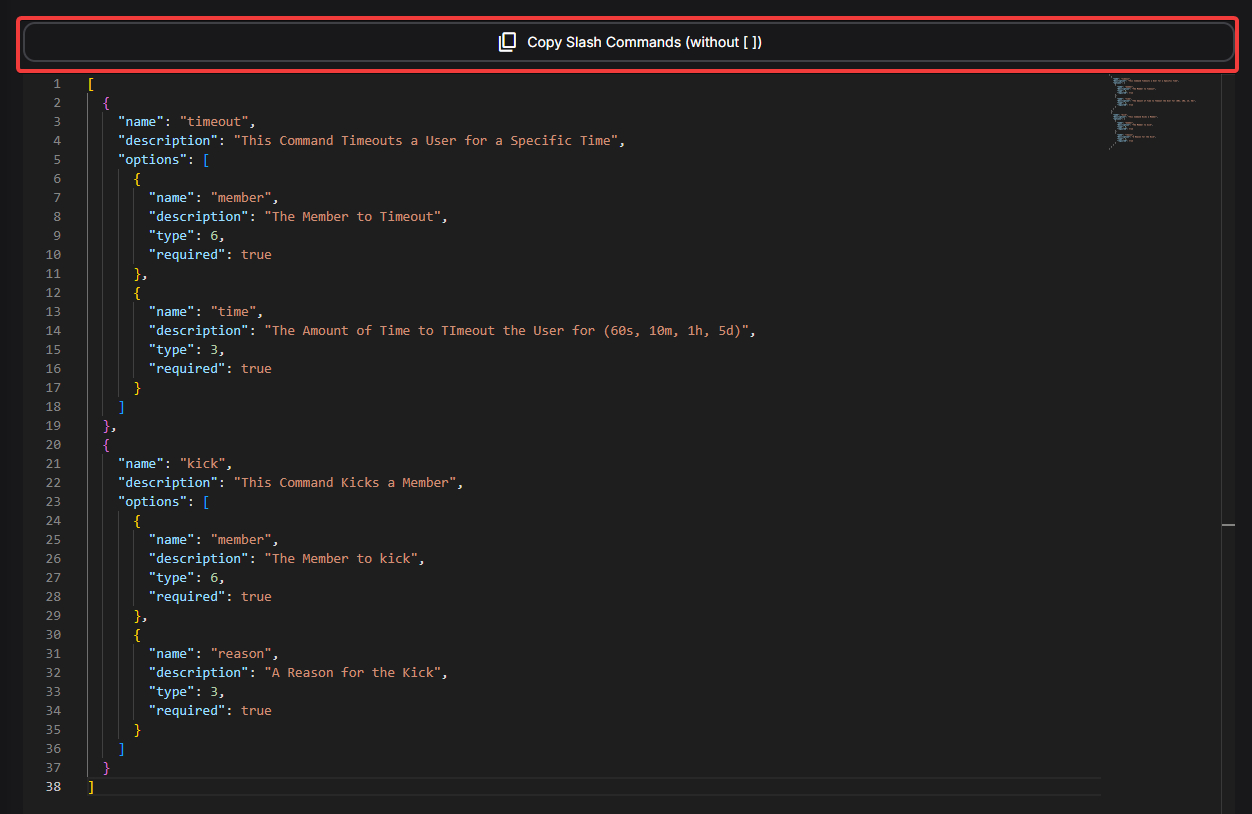 Copy Slash Commands (without [ ])
1 [
2 {
3 "name": "timeout",
4 "description": "This Command Timeouts a User for a Specific Time",
5 "options": [
6 {
7 "name": "member",
8 "description": "The Member to Timeout",
9 "type": 6,
10 "required": true
11 },
12 {
13 "name": "time",
14 "description": "The Amount of Time to TImeout the User for (60s, 10m, 1h, 5d)",
15 "type": 3,
16 "required": true
17 }
18 ]
19 },
20 {
21 "name": "kick",
22 "description": "This Command Kicks a Member",
23 "options": [
24 {
25 "name": "member",
26 "description": "The Member to kick",
27 "type": 6,
28 "required": true
29 },
30 {
31 "name": "reason",
32 "description": "A Reason for the Kick",
33 "type": 3,
34 "required": true
35 }
36 ]
37 }
38 ]